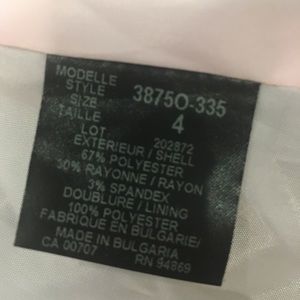 MODELLE
STYLE 38750-335
SIZE
TAILLE 4
LOT 202872
EXTERIEUR / SHELL
67% POLYESTER
30% RAYONNE / RAYON
3% SPANDEX
DOUBLURE / LINING
100% POLYESTER
FABRIQUE EN BULGARIE/
MADE IN BULGARIA
CA 00707 RN 94869